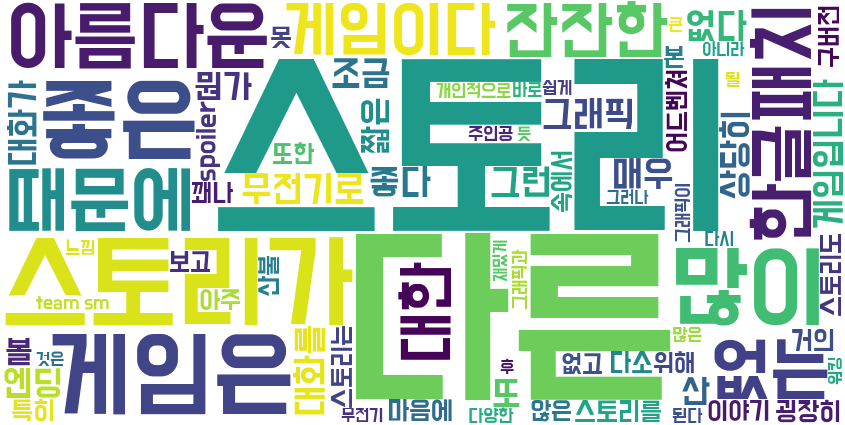 아름다운
못
게임이다
잔잔한
큰
없다
아니라
구버전
한글패치
대화가
좋은
spoiler
뭔가
조금
짧은
스토리
개인적으로
바로
쉽게
그래픽
주인공
듯
본
어드벤쳐
될
상당히
게임입니다
때문에
꽤나
또한
무전기로
좋다
그런
속에서
매우
그러나
그래픽이
다시
스토리가
느낌
team sm
보고
아주
산불
다른
대한
재밌게
그래픽과
많이
많은
스토리도
거의
워킹
볼
것은
엔딩
특히
게임은
대화를
스토리는
무전기
마음에
후
또
다양한
없고
않은
다소
위해
스토리를
산
된다
없는
이야기
굉장히